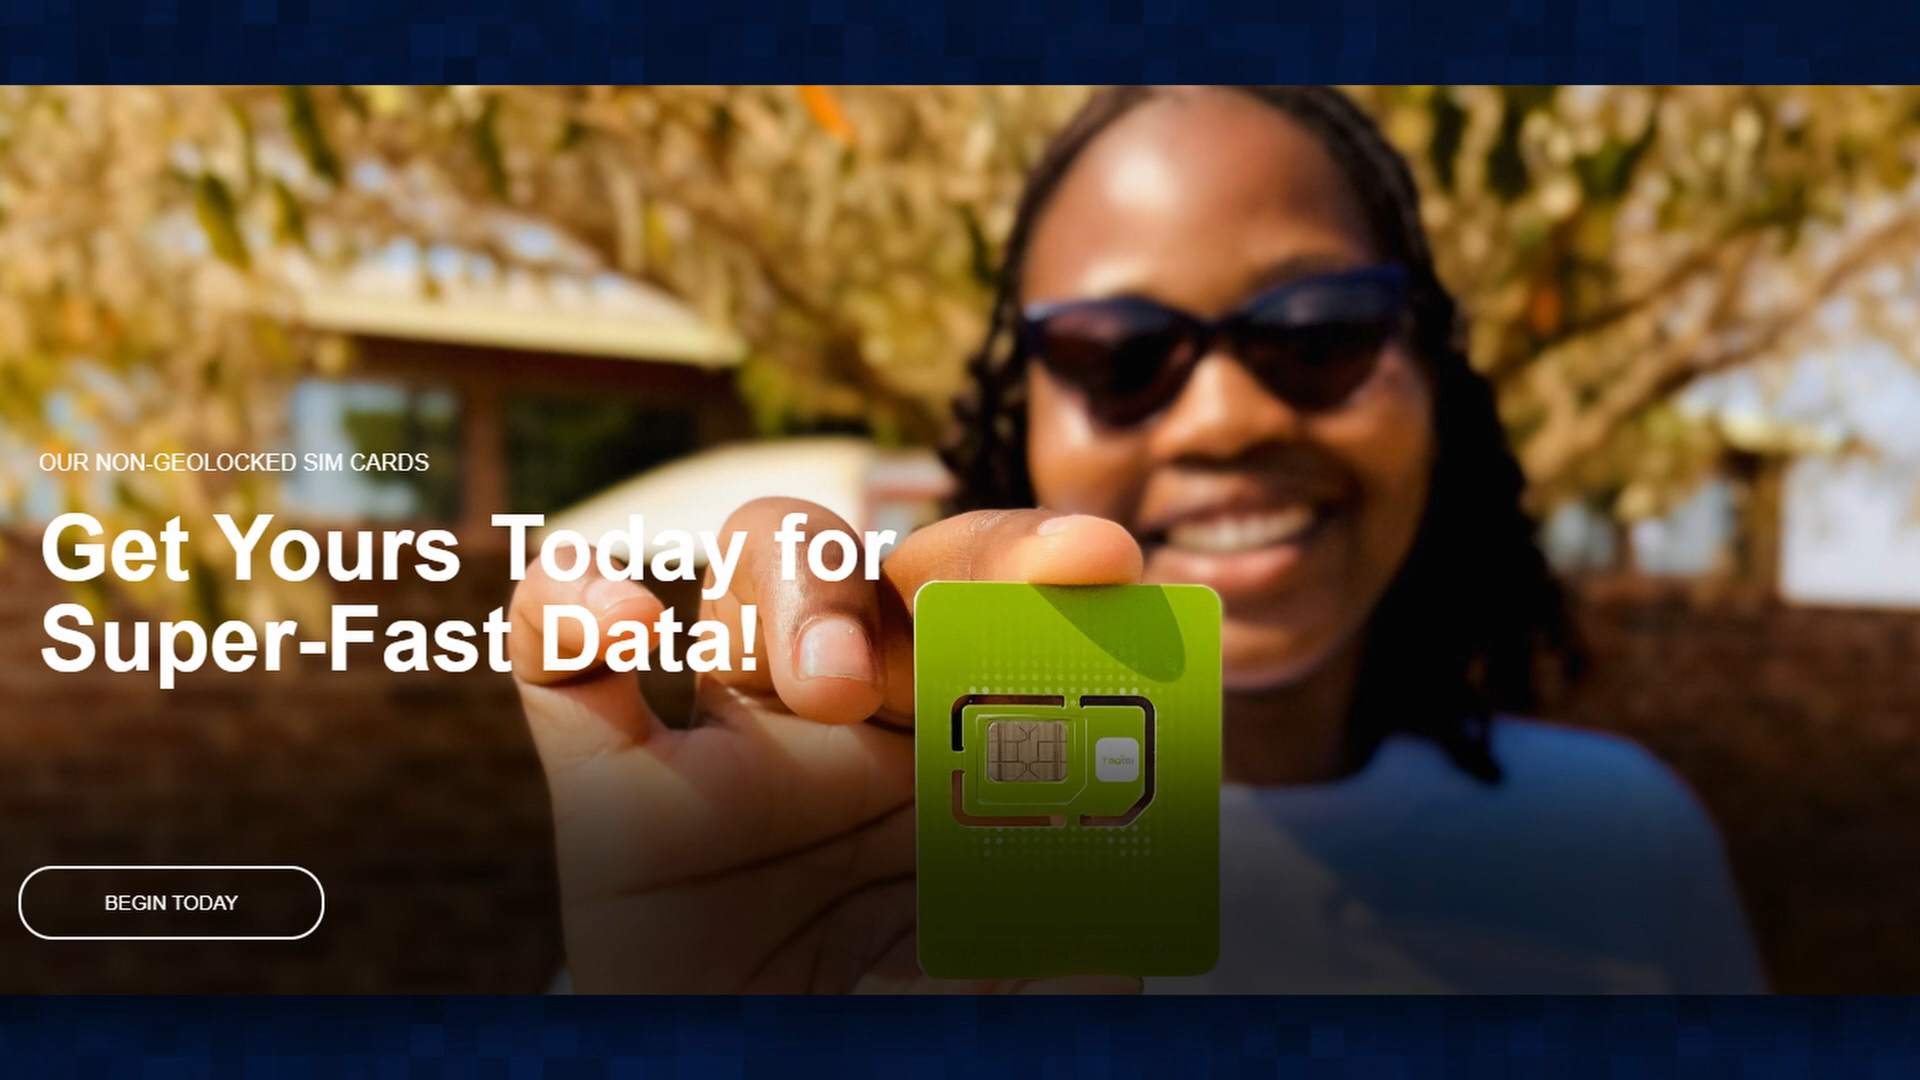 OUR NON-GEOLOCKED SIM CARDS
Get Yours Today for
Super-Fast Data!
BEGIN TODAY